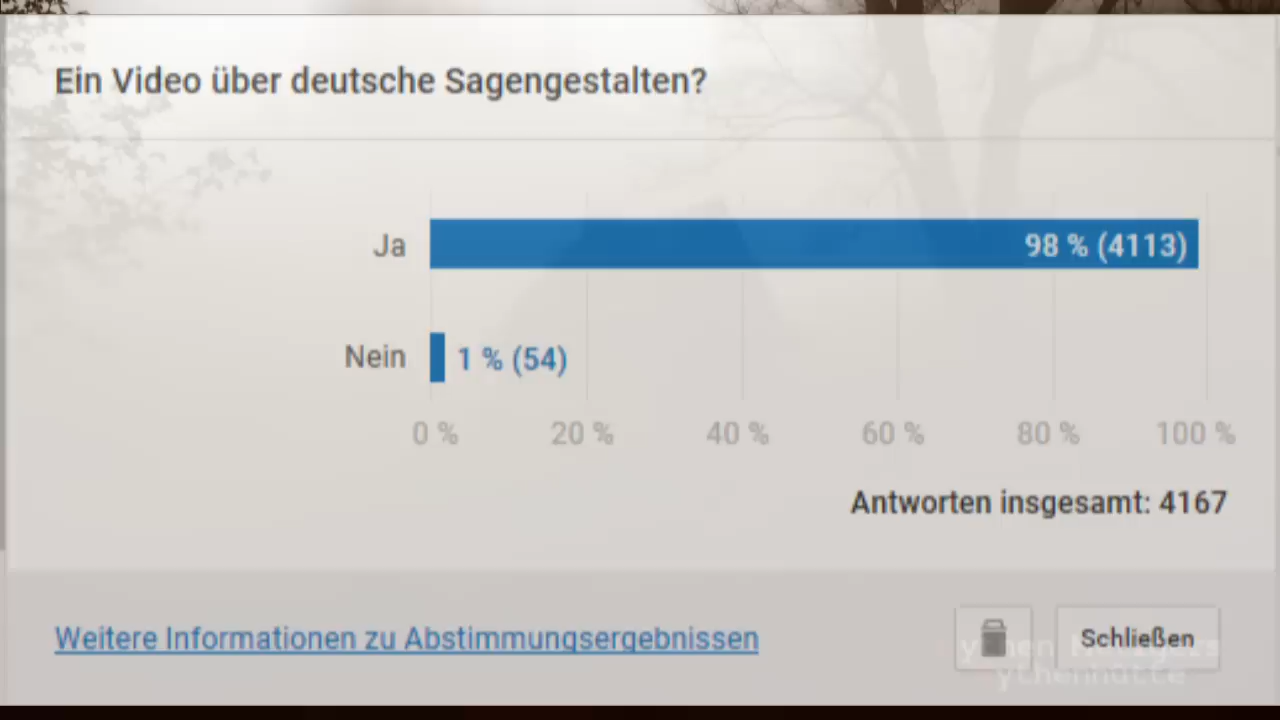 Ein Video über deutsche Sagengestalten?
Ja 98 % (4113)
Nein 1 % (54)
0 % 20 % 40 % 60 % 80 % 100 %
Antworten insgesamt: 4167
Weitere Informationen zu Abstimmungsergebnissen
Schließen